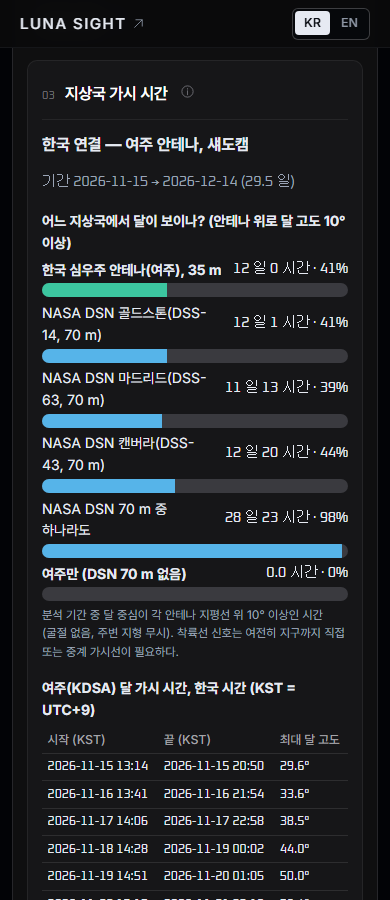 LUNA SIGHT ↗
KR EN
03 지상국 가시 시간 ⓘ
한국 연결 — 여주 안테나, 섀도캠
기간 2026-11-15 → 2026-12-14 (29.5 일)
어느 지상국에서 달이 보이나? (안테나 위로 달 고도 10°
이상)
한국 심우주 안테나(여주), 35 m 12 일 0 시간 · 41%
NASA DSN 골드스톤(DSS-
14, 70 m)
12 일 1 시간 · 41%
NASA DSN 마드리드(DSS-
63, 70 m)
11 일 13 시간 · 39%
NASA DSN 캔버라(DSS-
43, 70 m)
12 일 20 시간 · 44%
NASA DSN 70 m 중
하나라도
28 일 23 시간 · 98%
여주만 (DSN 70 m 없음) 0.0 시간 · 0%
분석 기간 중 달 중심이 각 안테나 지평선 위 10° 이상인 시간
(굴절 없음, 주변 지형 무시). 착륙선 신호는 여전히 지구까지 직접
또는 중계 가시선이 필요하다.
여주(KDSA) 달 가시 시간, 한국 시간 (KST =
UTC+9)
시작 (KST) 끝 (KST) 최대 달 고도
2026-11-15 13:14 2026-11-15 20:50 29.6°
2026-11-16 13:41 2026-11-16 21:54 33.6°
2026-11-17 14:06 2026-11-17 22:58 38.5°
2026-11-18 14:28 2026-11-19 00:02 44.0°
2026-11-19 14:51 2026-11-20 01:05 50.0°